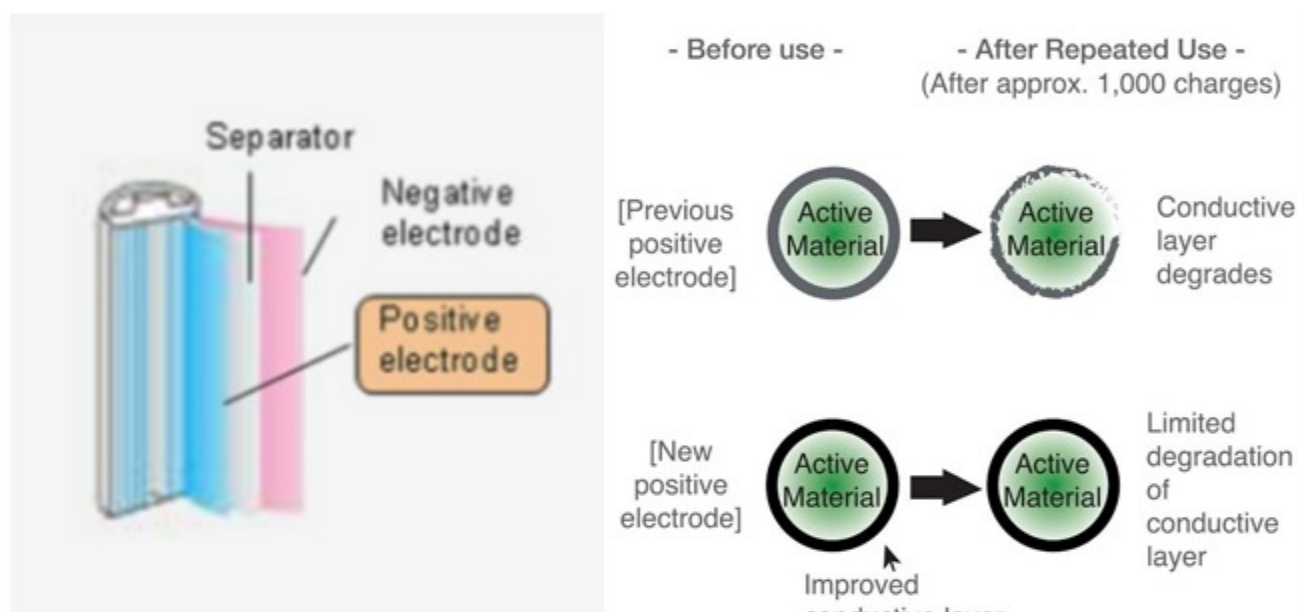 Separator
Negative
electrode
Positive
electrode
- Before use -
- After Repeated Use -
(After approx. 1,000 charges)
[Previous
positive
electrode]
Active
Material
Active
Material
Conductive
layer
degrades
[New
positive
electrode]
Active
Material
Active
Material
Limited
degradation
of
conductive
layer
Improved